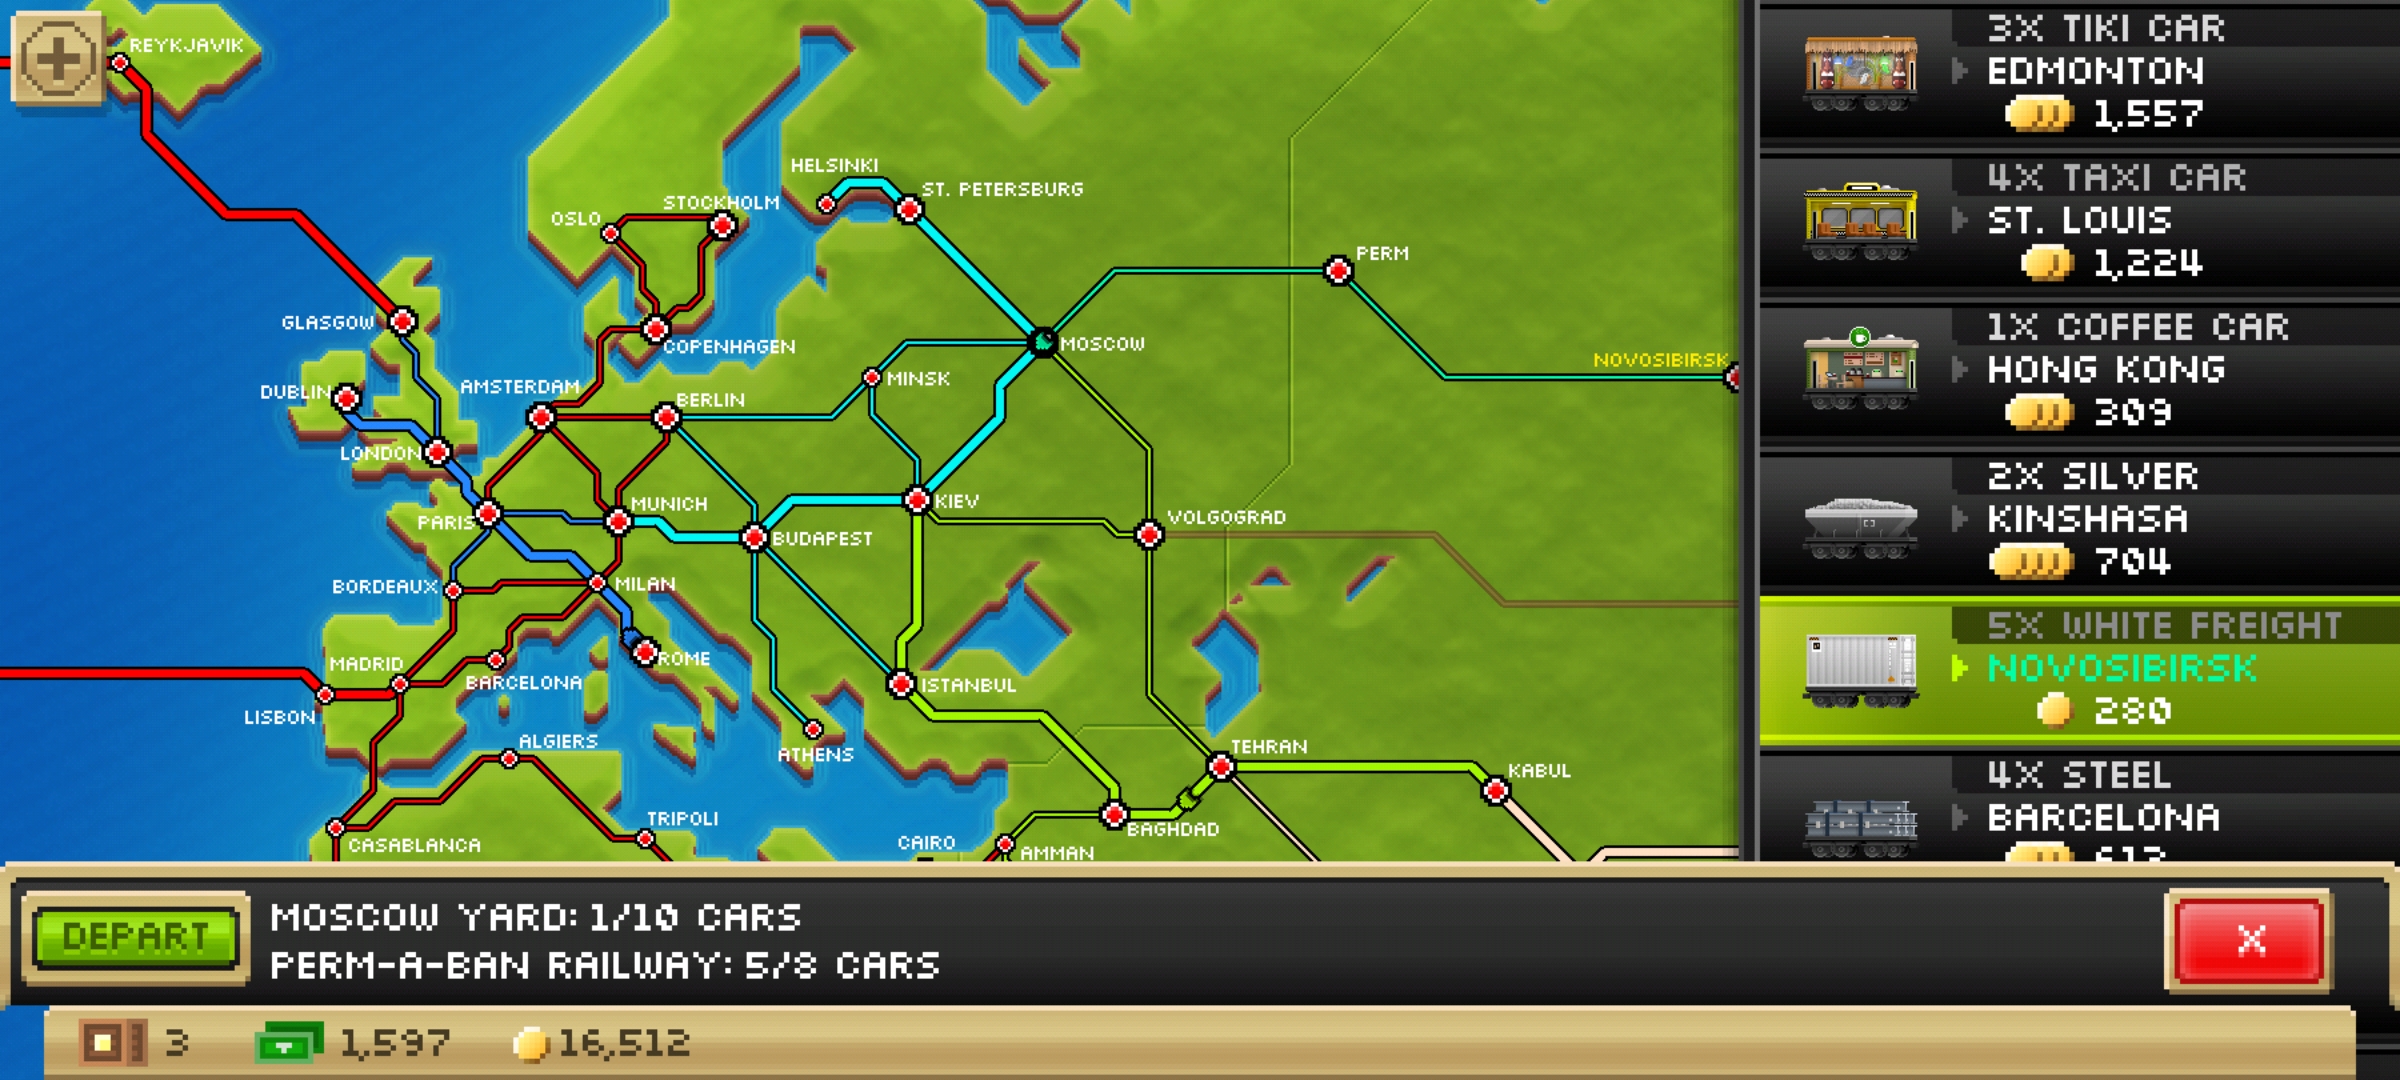 REYKJAVIK
HELSINKI
ST. PETERSBURG
STOCKHOLM
OSLO
PERM
GLASGOW
COPENHAGEN
MOSCOW
NOVOSIBIRSK
DUBLIN
AMSTERDAM
MINSK
BERLIN
LONDON
MUNICH
KIEV
PARIS
VOLGOGRAD
BUDAPEST
BORDEAUX
MILAN
MADRID
ROME
BARCELONA
ISTANBUL
LISBON
ALGIERS
ATHENS
TEHRAN
KABUL
TRIPOLI
BAGHDAD
CASABLANCA
CAIRO
AMMAN
3X TIKI CAR
EDMONTON
1,557
4X TAXI CAR
ST. LOUIS
1,224
1X COFFEE CAR
HONG KONG
309
2X SILVER
KINSHASA
704
5X WHITE FREIGHT
NOVOSIBIRSK
280
4X STEEL
BARCELONA
DEPART
MOSCOW YARD: 1/10 CARS
PERM-A-BAN RAILWAY: 5/8 CARS
X
3
1,597
16,512